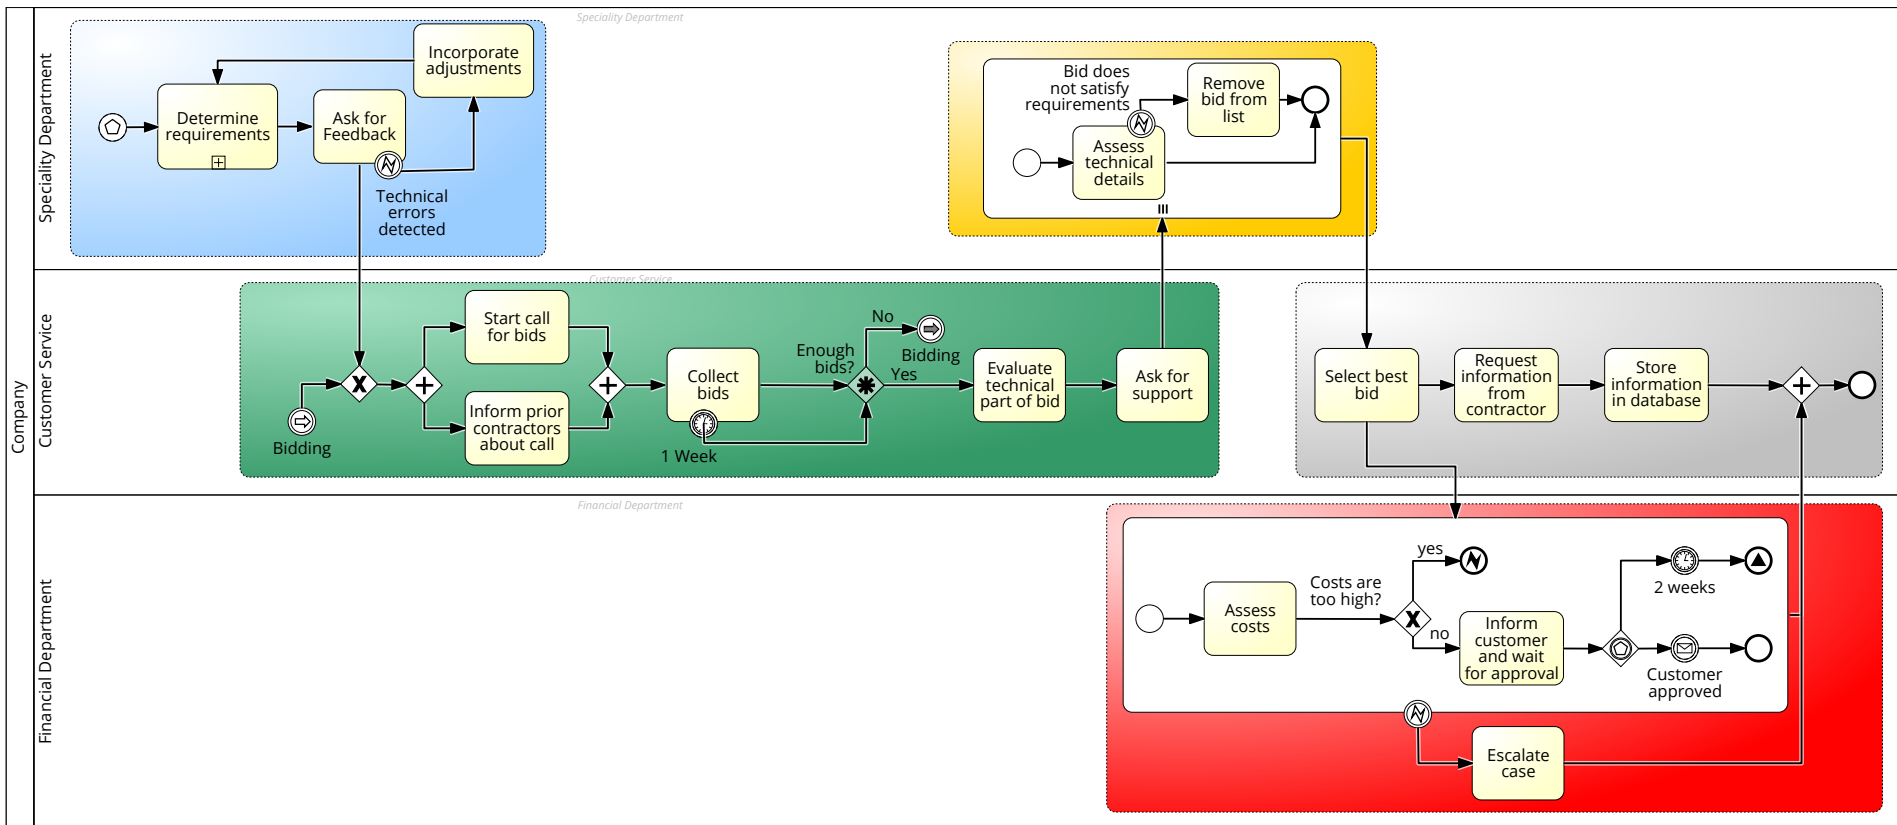 Company
Speciality Department
Speciality Department
Incorporate
adjustments
Determine
requirements
Ask for
Feedback
Technical
errors
detected
Bid does
not satisfy
requirements
Remove
bid from
list
Assess
technical
details
Customer Service
Customer Service
Start call
for bids
Inform prior
contractors
about call
Bidding
Collect
bids
1 Week
Enough
bids?
No
Yes
Bidding
Evaluate
technical
part of bid
Ask for
support
Select best
bid
Request
information
from
contractor
Store
information
in database
Financial Department
Financial Department
Assess
costs
Costs are
too high?
yes
no
Inform
customer
and wait
for approval
2 weeks
Customer
approved
Escalate
case